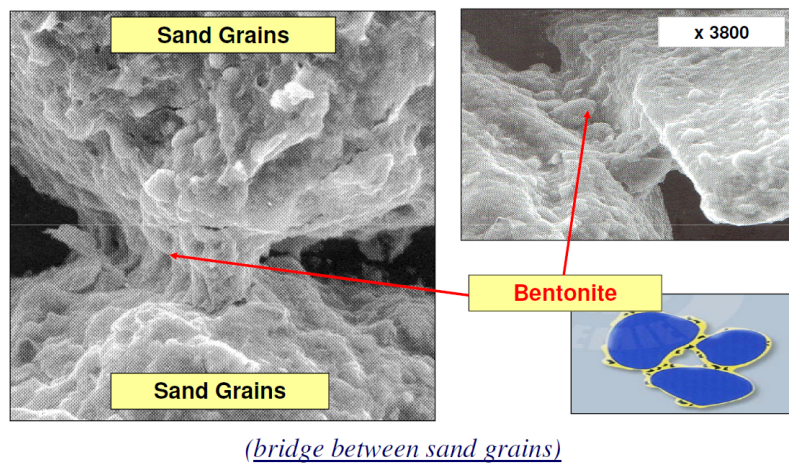 Sand Grains
x 3800
Bentonite
Sand Grains
(bridge between sand grains)